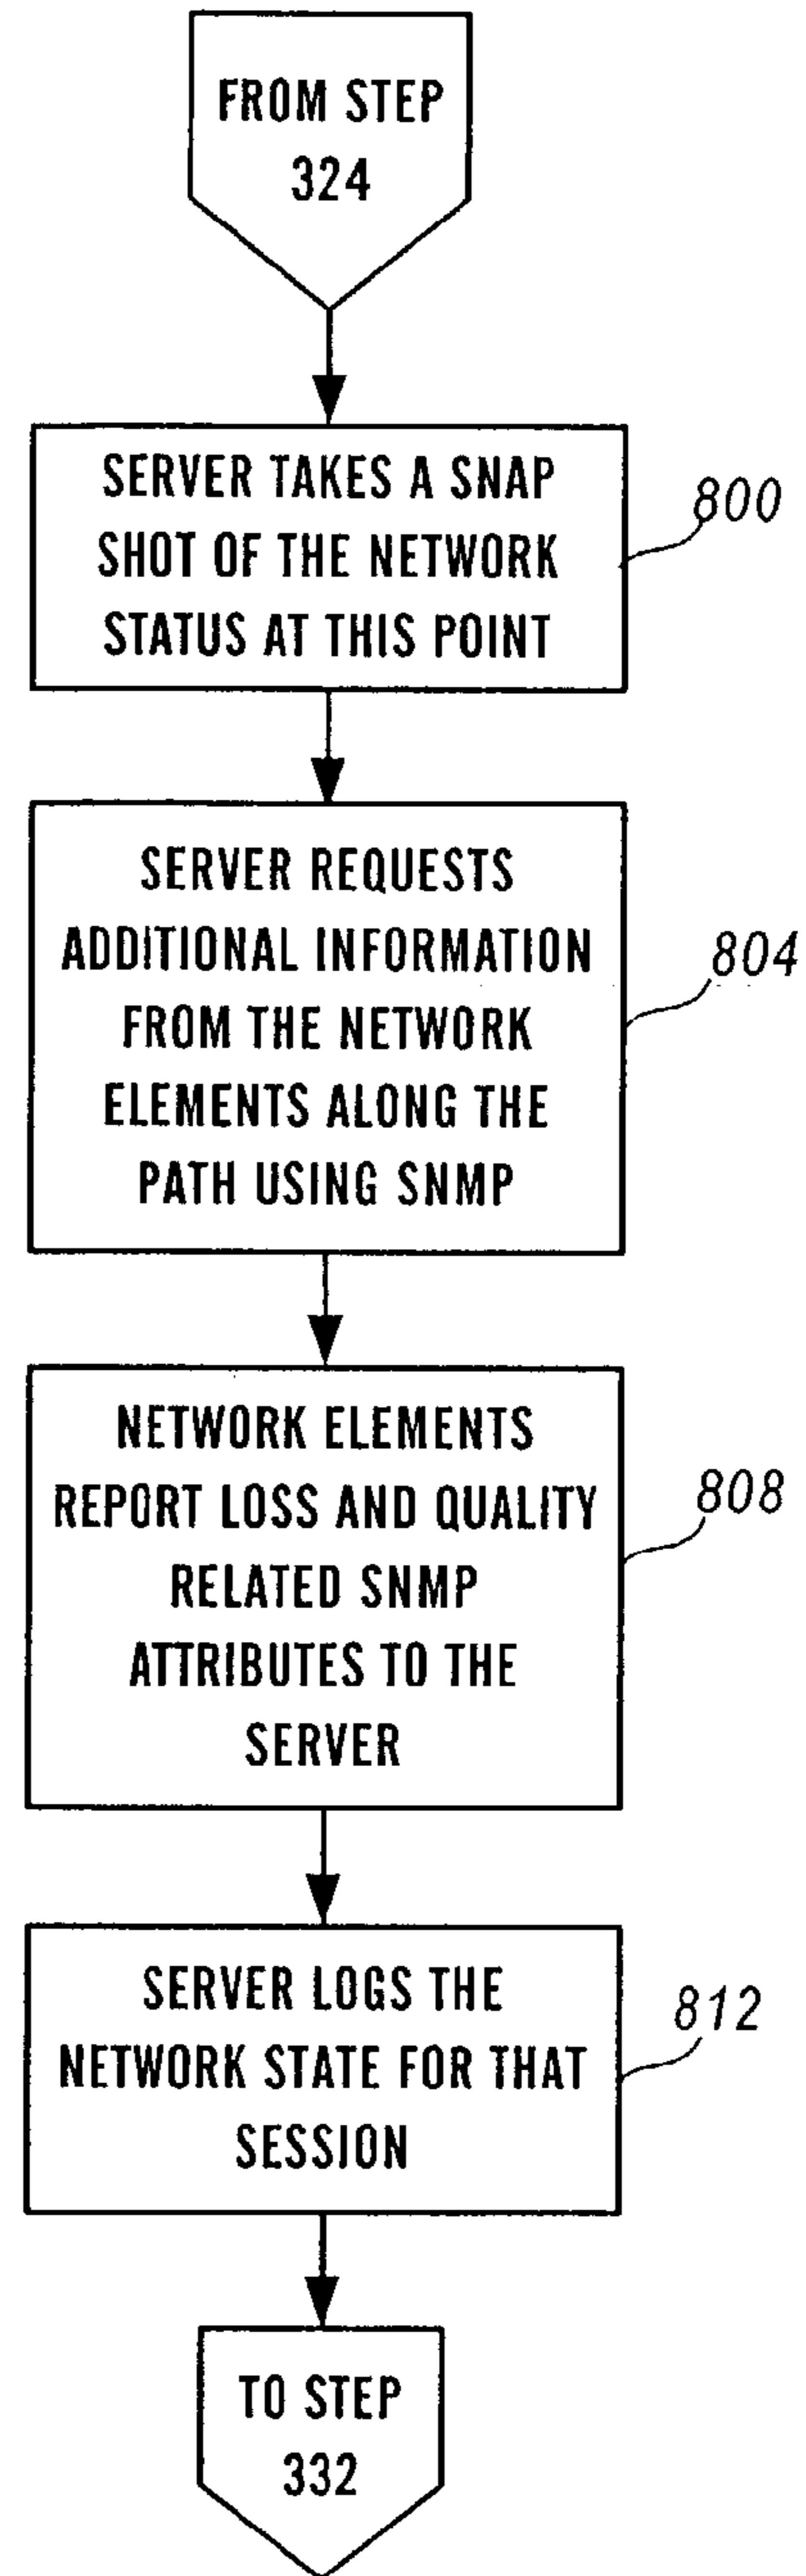 FROM STEP
324
SERVER TAKES A SNAP
SHOT OF THE NETWORK
STATUS AT THIS POINT
800
SERVER REQUESTS
ADDITIONAL INFORMATION
FROM THE NETWORK
ELEMENTS ALONG THE
PATH USING SNMP
804
NETWORK ELEMENTS
REPORT LOSS AND QUALITY
RELATED SNMP
ATTRIBUTES TO THE
SERVER
808
SERVER LOGS THE
NETWORK STATE FOR THAT
SESSION
812
TO STEP
332